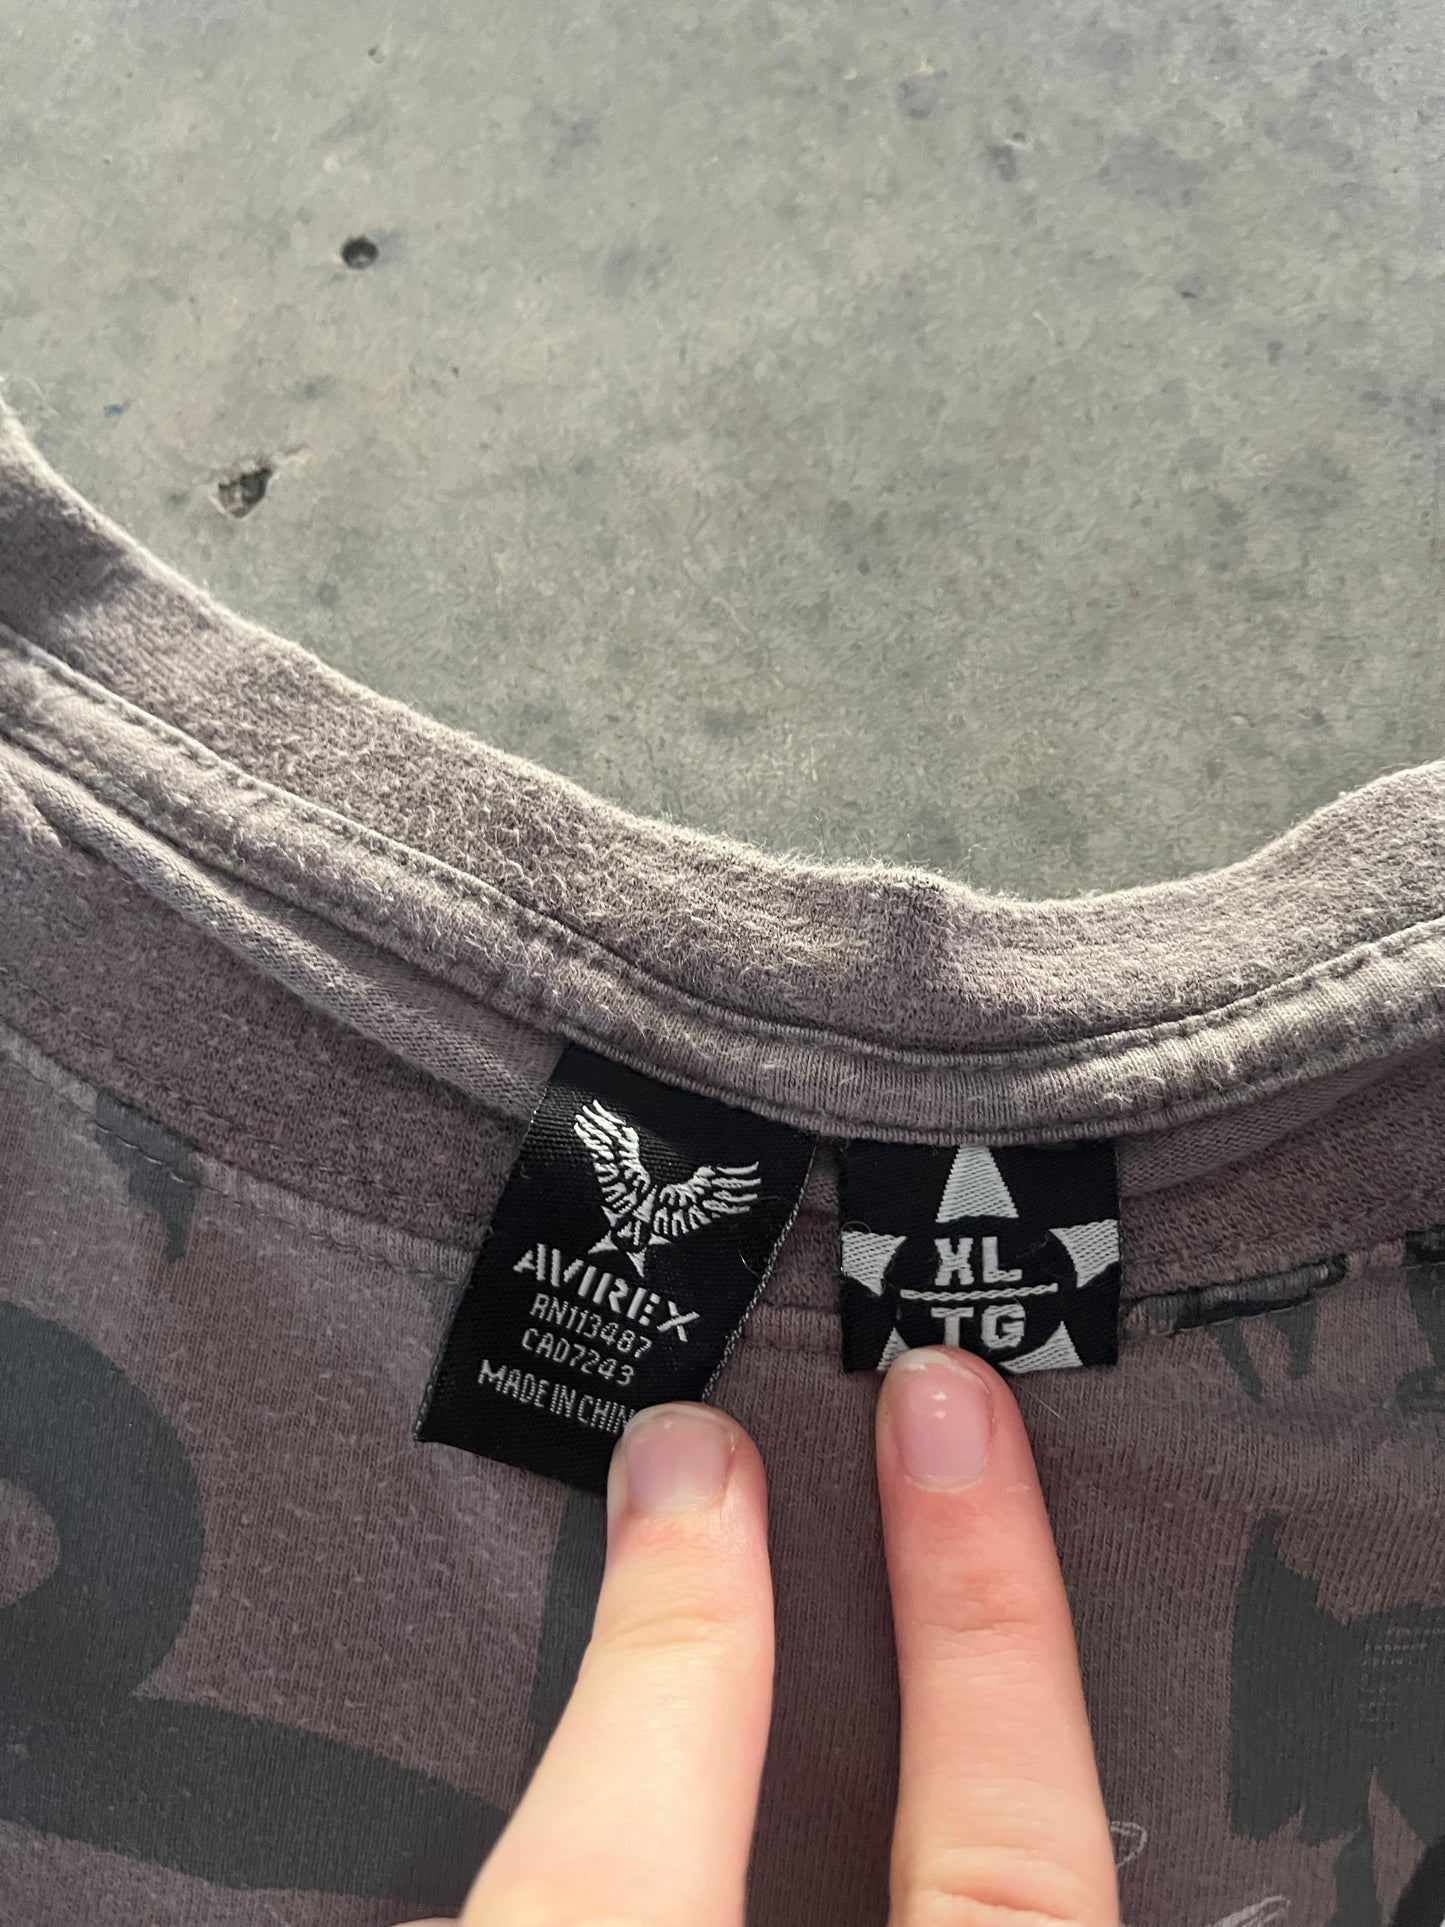 AVIREX
RN113487
CA07243
MADE IN CHIN
XL
TG